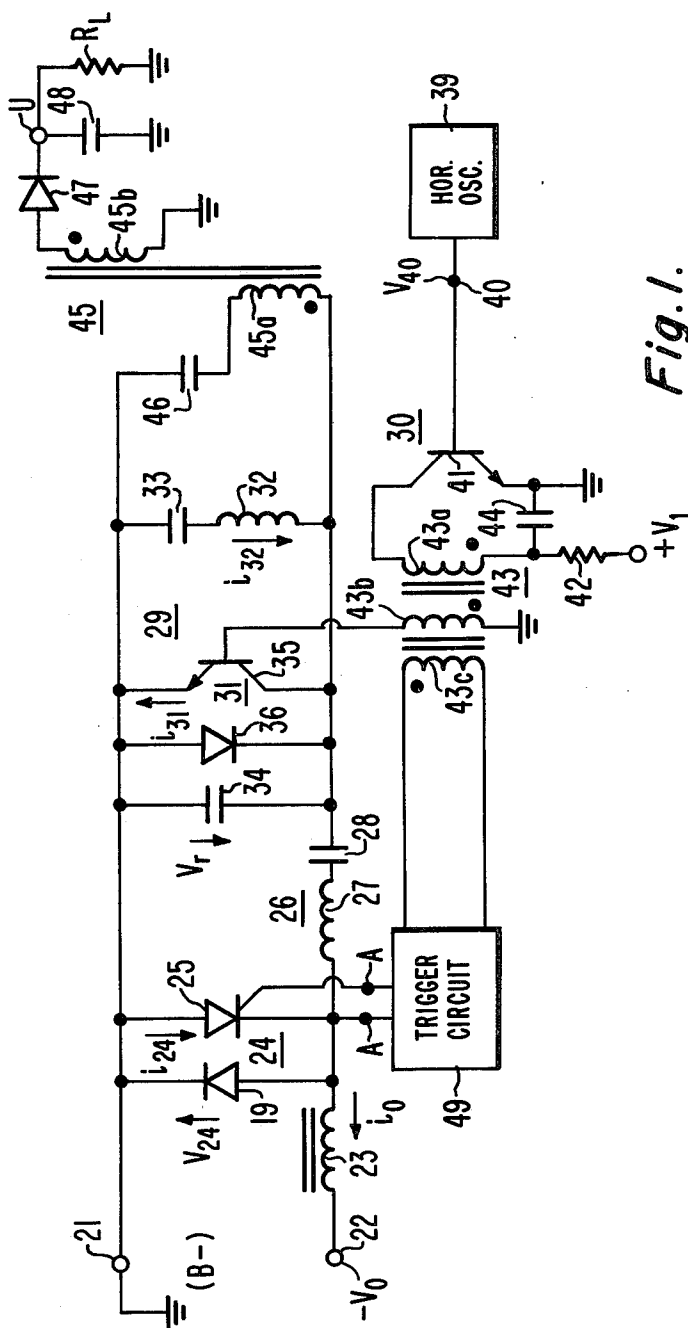 45
U
R_L
48
47
45b
46
45a
33
32
i32
29
35
31
i31
36
34
Vr
28
26
27
25
i24
24
V24
19
i0
23
21
(B-)
22
-V0
A
A
TRIGGER
CIRCUIT
49
43b
43a
43
43c
30
41
44
42
+V1
V40
40
39
HOR.
OSC.
Fig.1.